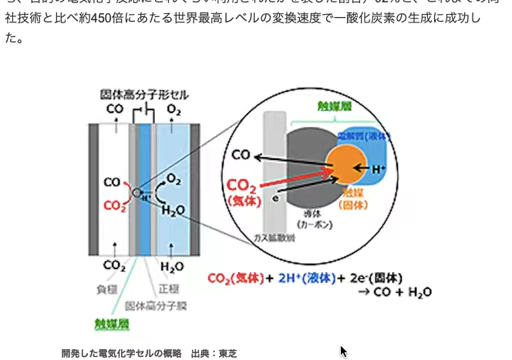 社技術と比べ約450倍にあたる世界最高レベルの変換速度で一酸化炭素の生成に成功し
た。
固体高分子形セル
CO
O₂
触媒層
電解質(液体)
CO
CO₂
(気体)
e
H⁺
触媒
(固体)
導体
(カーボン)
ガス拡散層
CO
CO₂
H⁺
O₂
H₂O
CO₂
H₂O
負極
正極
固体高分子膜
触媒層
CO₂(気体)+ 2H⁺(液体)+ 2e⁻(固体)
→ CO + H₂O
開発した電気化学セルの概略 出典：東芝